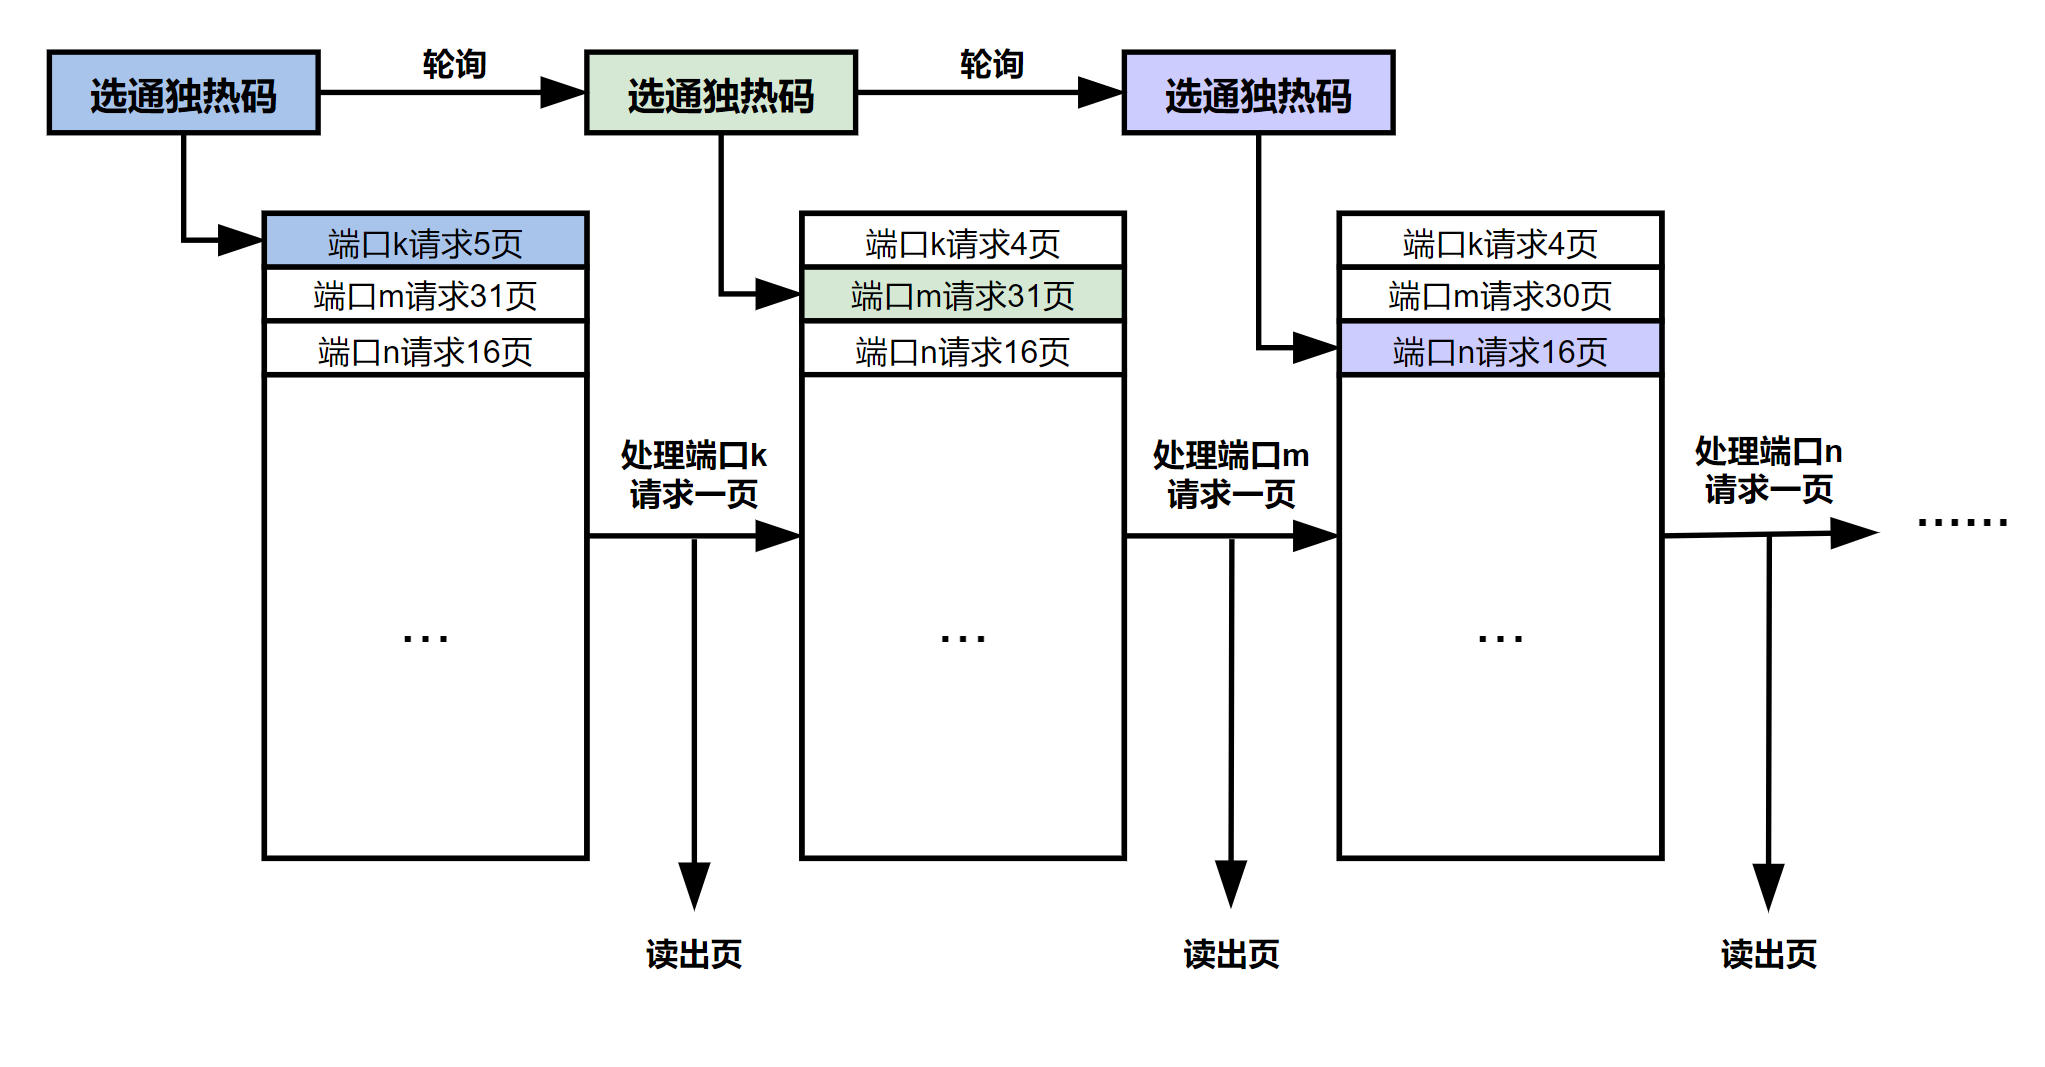 选通独热码
轮询
选通独热码
轮询
选通独热码
端口k请求5页
端口m请求31页
端口n请求16页
...
端口k请求4页
端口m请求31页
端口n请求16页
...
端口k请求4页
端口m请求30页
端口n请求16页
...
处理端口k
请求一页
处理端口m
请求一页
处理端口n
请求一页
......
读出页
读出页
读出页